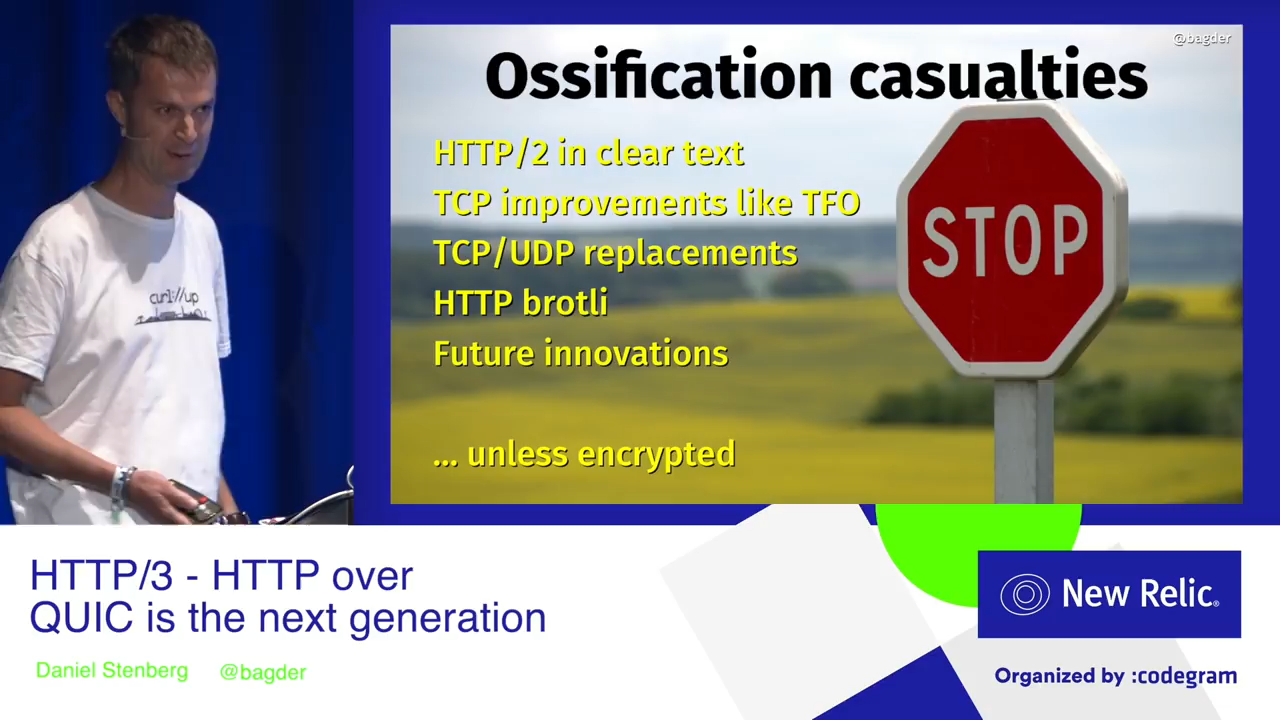 @bagder
Ossification casualties
HTTP/2 in clear text
TCP improvements like TFO
TCP/UDP replacements
HTTP brotli
Future innovations
... unless encrypted
STOP
curl://up
HTTP/3 - HTTP over
QUIC is the next generation
Daniel Stenberg @bagder
New Relic®
Organized by :codegram